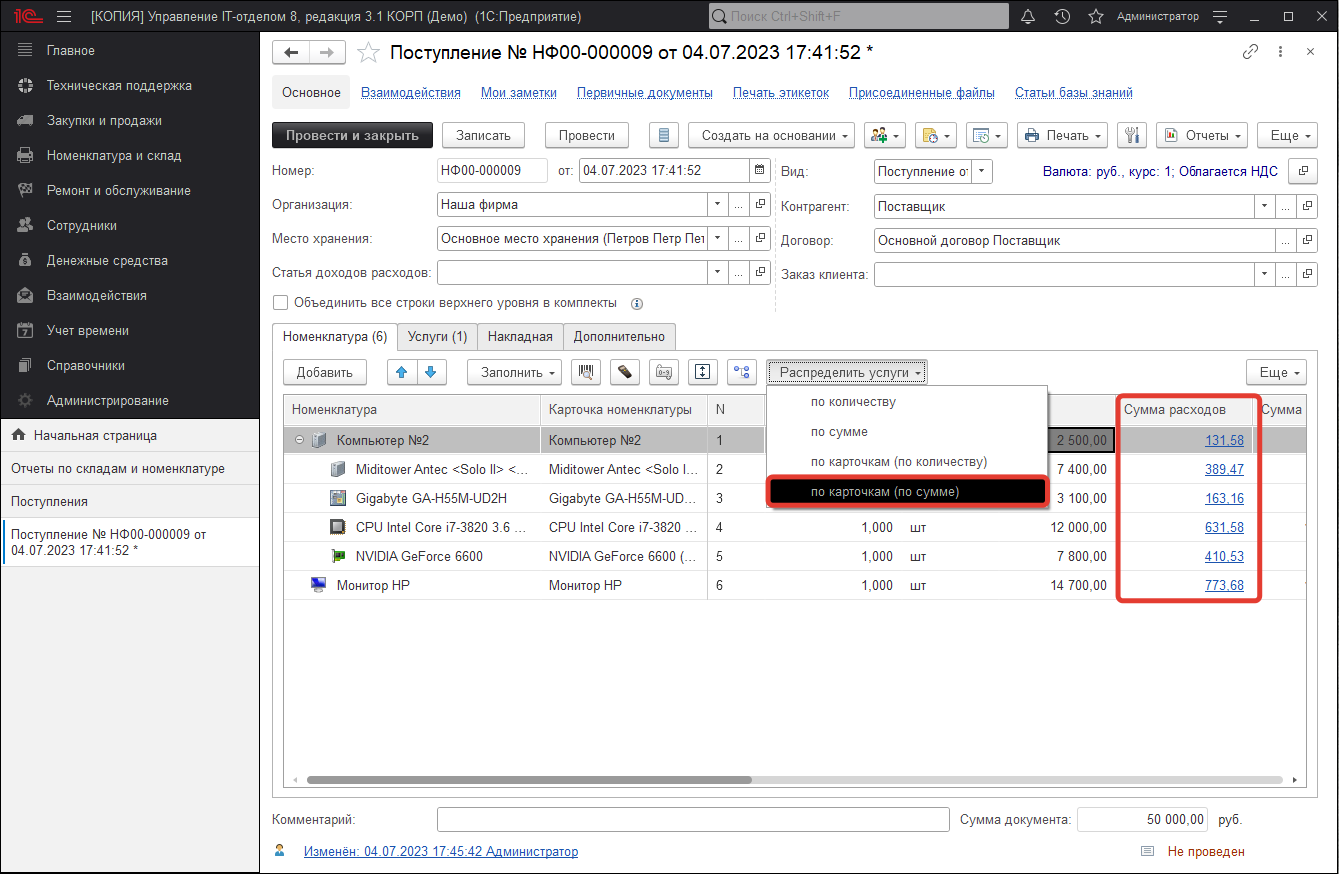 1С [КОПИЯ] Управление IT-отделом 8, редакция 3.1 КОРП (Демо) (1С:Предприятие) Поиск Ctrl+Shift+F Администратор
Главное
Техническая поддержка
Закупки и продажи
Номенклатура и склад
Ремонт и обслуживание
Сотрудники
Денежные средства
Взаимодействия
Учет времени
Справочники
Администрирование
Начальная страница
Отчеты по складам и номенклатуре
Поступления
Поступление № НФ00-000009 от
04.07.2023 17:41:52 *
Поступление № НФ00-000009 от 04.07.2023 17:41:52 *
Основное Взаимодействия Мои заметки Первичные документы Печать этикеток Присоединенные файлы Статьи базы знаний
Провести и закрыть Записать Провести Создать на основании Печать Отчеты Еще
Номер: НФ00-000009 от: 04.07.2023 17:41:52 Вид: Поступление от Валюта: руб., курс: 1; Облагается НДС
Организация: Наша фирма Контрагент: Поставщик
Место хранения: Основное место хранения (Петров Петр Пет Договор: Основной договор Поставщик
Статья доходов расходов: Заказ клиента:
Объединить все строки верхнего уровня в комплекты
Номенклатура (6) Услуги (1) Накладная Дополнительно
Добавить Заполнить Распределить услуги Еще
по количеству
по сумме
по карточкам (по количеству)
по карточкам (по сумме)
Номенклатура Карточка номенклатуры N Сумма расходов Сумма
Компьютер №2 Компьютер №2 1 2 500,00 131,58
Miditower Antec <Solo II> <... Miditower Antec <Solo I... 2 7 400,00 389,47
Gigabyte GA-H55M-UD2H Gigabyte GA-H55M-UD... 3 3 100,00 163,16
CPU Intel Core i7-3820 3.6 ... CPU Intel Core i7-3820 ... 4 1,000 шт 12 000,00 631,58
NVIDIA GeForce 6600 NVIDIA GeForce 6600 (... 5 1,000 шт 7 800,00 410,53
Монитор HP Монитор HP 6 1,000 шт 14 700,00 773,68
Комментарий: Сумма документа: 50 000,00 руб.
Изменён: 04.07.2023 17:45:42 Администратор Не проведен